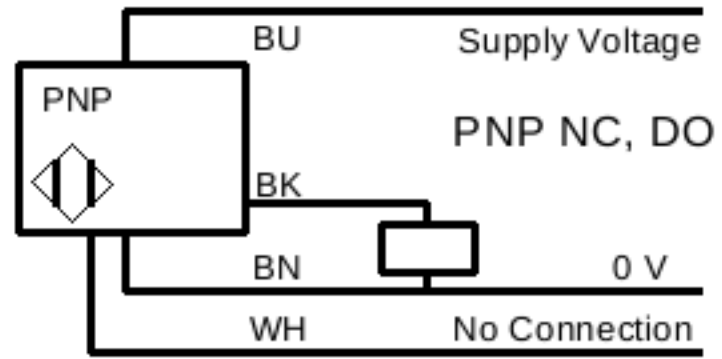 BU Supply Voltage
PNP
PNP NC, DO
BK
BN 0 V
WH No Connection